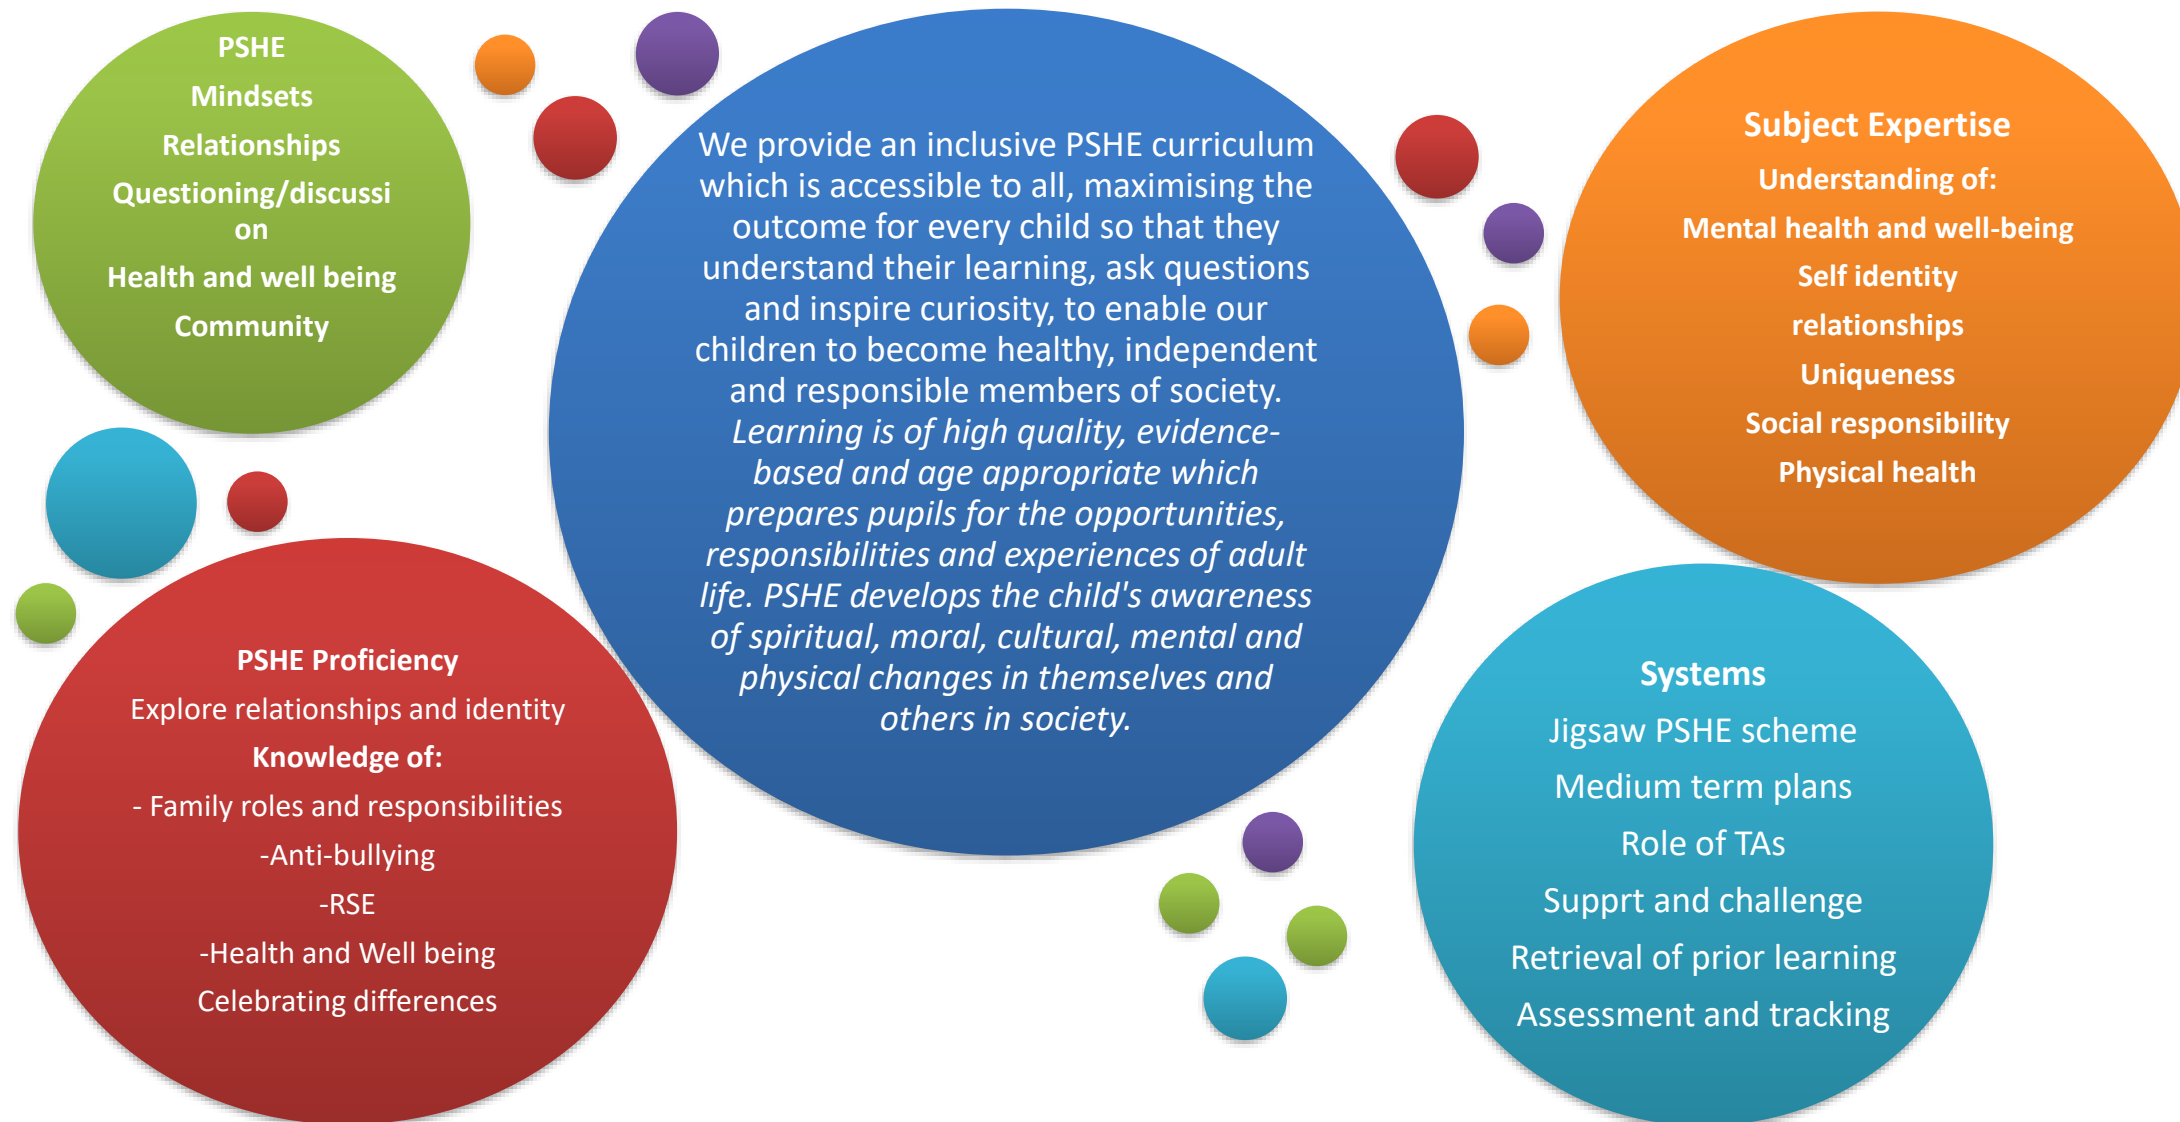 PSHE
Mindsets
Relationships
Questioning/discussi
on
Health and well being
Community
We provide an inclusive PSHE curriculum
which is accessible to all, maximising the
outcome for every child so that they
understand their learning, ask questions
and inspire curiosity, to enable our
children to become healthy, independent
and responsible members of society.
Learning is of high quality, evidence-
based and age appropriate which
prepares pupils for the opportunities,
responsibilities and experiences of adult
life. PSHE develops the child's awareness
of spiritual, moral, cultural, mental and
physical changes in themselves and
others in society.
Subject Expertise
Understanding of:
Mental health and well-being
Self identity
relationships
Uniqueness
Social responsibility
Physical health
PSHE Proficiency
Explore relationships and identity
Knowledge of:
- Family roles and responsibilities
-Anti-bullying
-RSE
-Health and Well being
Celebrating differences
Systems
Jigsaw PSHE scheme
Medium term plans
Role of TAs
Supprt and challenge
Retrieval of prior learning
Assessment and tracking